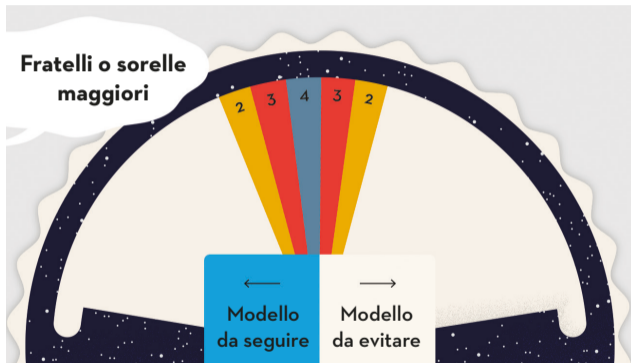 Fratelli o sorelle
maggiori
2 3 4 3 2
← →
Modello
da seguire
Modello
da evitare